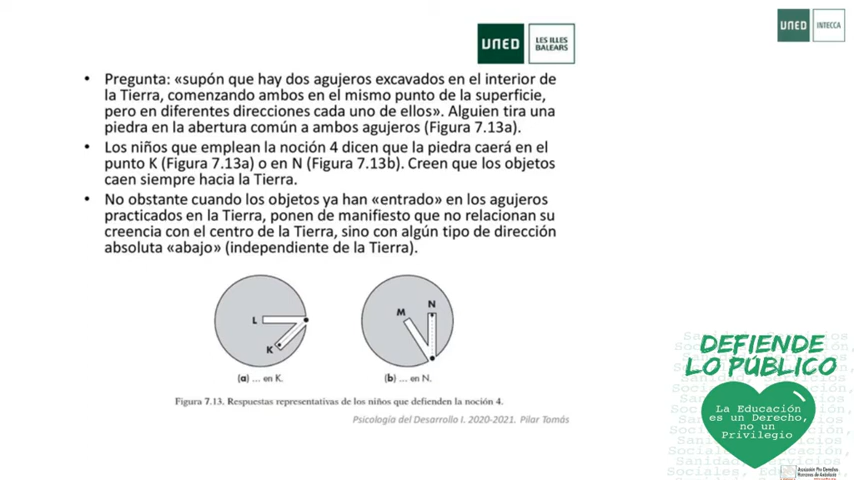 UNED
LES ILLES
BALEARS
UNED
INTECCA
• Pregunta: «supón que hay dos agujeros excavados en el interior de
la Tierra, comenzando ambos en el mismo punto de la superficie,
pero en diferentes direcciones cada uno de ellos». Alguien tira una
piedra en la abertura común a ambos agujeros (Figura 7.13a).
• Los niños que emplean la noción 4 dicen que la piedra caerá en el
punto K (Figura 7.13a) o en N (Figura 7.13b). Creen que los objetos
caen siempre hacia la Tierra.
• No obstante cuando los objetos ya han «entrado» en los agujeros
practicados en la Tierra, ponen de manifiesto que no relacionan su
creencia con el centro de la Tierra, sino con algún tipo de dirección
absoluta «abajo» (independiente de la Tierra).
L
K
M
N
(a) ... en K.
(b) ... en N.
Figura 7.13. Respuestas representativas de los niños que defienden la noción 4.
Psicología del Desarrollo I. 2020-2021. Pilar Tomás
DEFIENDE
LO PÚBLICO
La Educación
es un Derecho,
no un
Privilegio